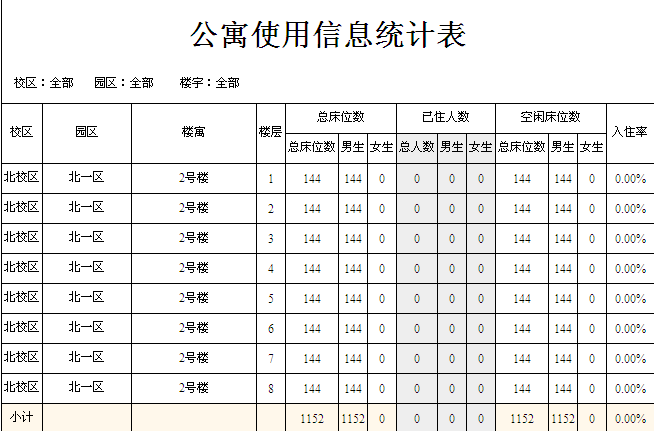 公寓使用信息统计表
校区：全部 园区：全部 楼宇：全部
校区 园区 楼寓 楼层 总床位数 已住人数 空闲床位数 入住率
总床位数 男生 女生 总人数 男生 女生 总床位数 男生 女生
北校区 北一区 2号楼 1 144 144 0 0 0 0 144 144 0 0.00%
北校区 北一区 2号楼 2 144 144 0 0 0 0 144 144 0 0.00%
北校区 北一区 2号楼 3 144 144 0 0 0 0 144 144 0 0.00%
北校区 北一区 2号楼 4 144 144 0 0 0 0 144 144 0 0.00%
北校区 北一区 2号楼 5 144 144 0 0 0 0 144 144 0 0.00%
北校区 北一区 2号楼 6 144 144 0 0 0 0 144 144 0 0.00%
北校区 北一区 2号楼 7 144 144 0 0 0 0 144 144 0 0.00%
北校区 北一区 2号楼 8 144 144 0 0 0 0 144 144 0 0.00%
小计 1152 1152 0 0 0 0 1152 1152 0 0.00%